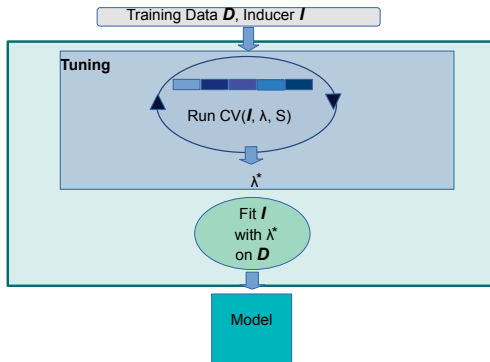 Training Data D, Inducer I
Tuning
Run CV(I, λ, S)
λ*
Fit I
with λ*
on D
Model